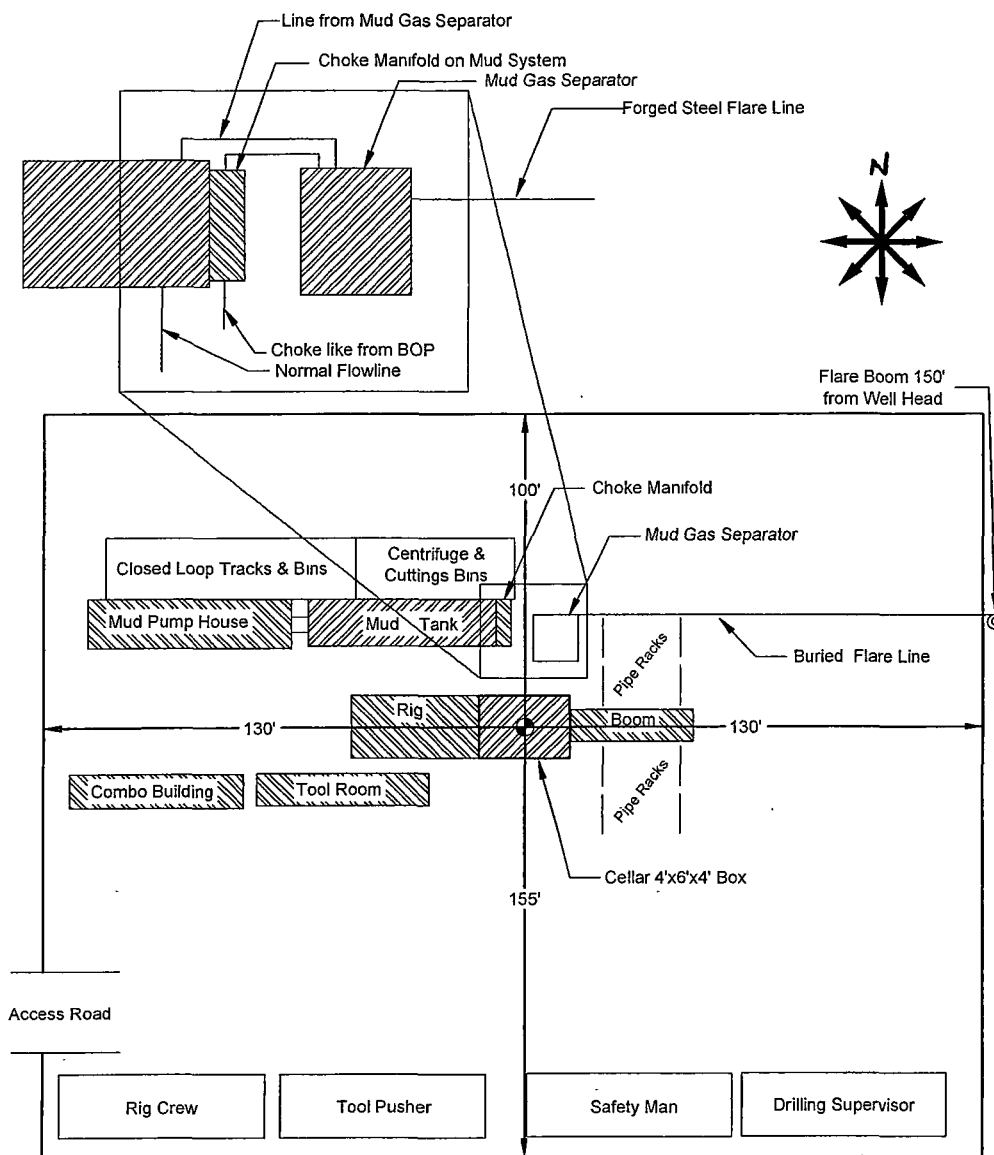 Line from Mud Gas Separator
Choke Manifold on Mud System
Mud Gas Separator
Forged Steel Flare Line
N
Choke like from BOP
Normal Flowline
Flare Boom 150'
from Well Head
100'
Choke Manifold
Mud Gas Separator
Closed Loop Tracks & Bins
Centrifuge &
Cuttings Bins
Mud Pump House
Mud Tank
Buried Flare Line
Pipe Racks
Rig
Boom
130'
130'
Combo Building
Tool Room
Pipe Racks
Cellar 4'x6'x4' Box
155'
Access Road
Rig Crew
Tool Pusher
Safety Man
Drilling Supervisor